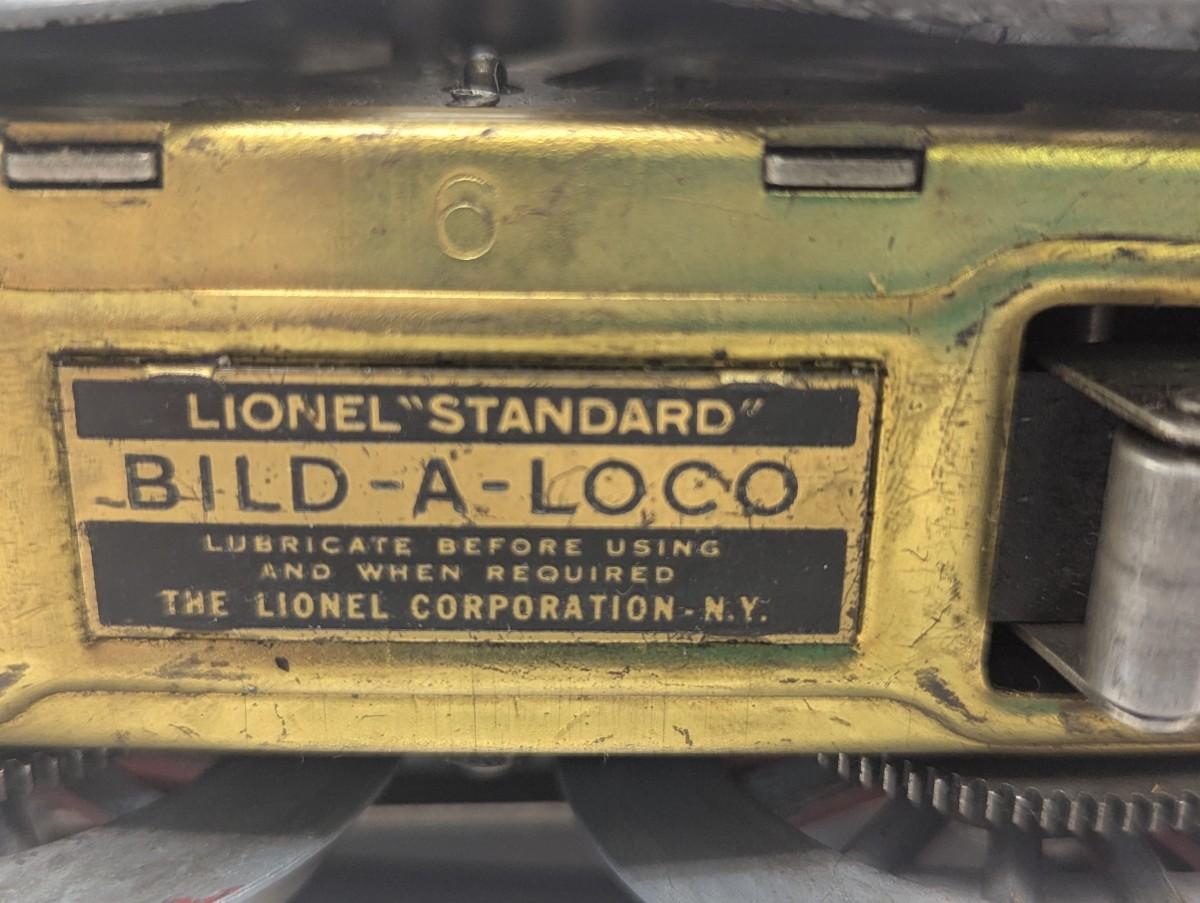 6
LIONEL "STANDARD"
BILD-A-LOCO
LUBRICATE BEFORE USING
AND WHEN REQUIRED
THE LIONEL CORPORATION-N.Y.